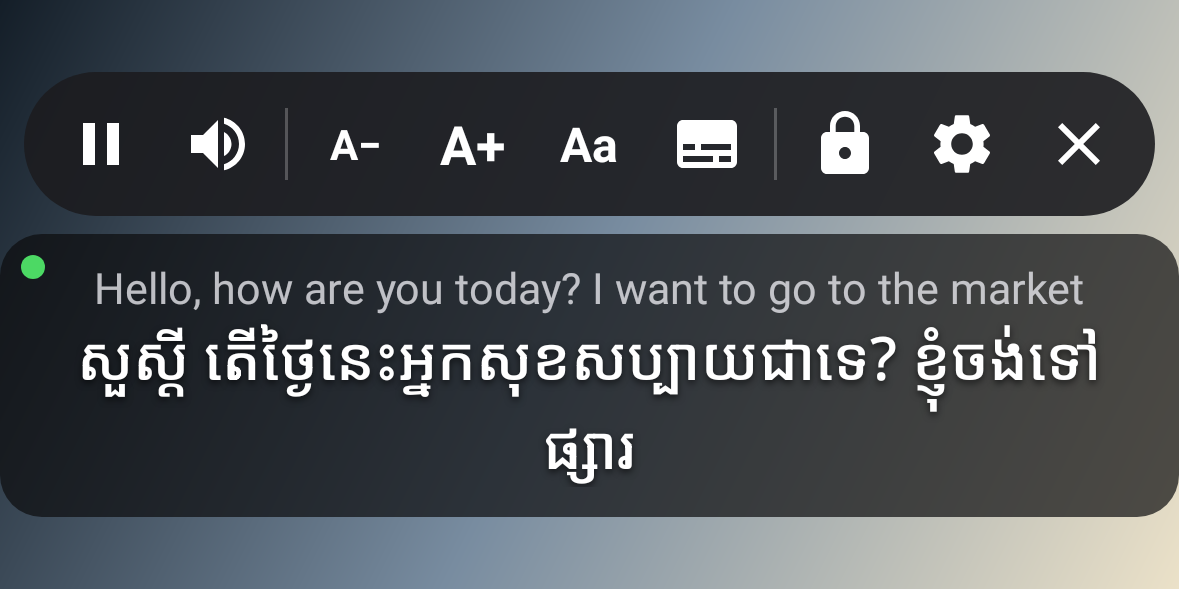 A− A+ Aa
Hello, how are you today? I want to go to the market
សួស្តី តើថ្ងៃនេះអ្នកសុខសប្បាយជាទេ? ខ្ញុំចង់ទៅ
ផ្សារ